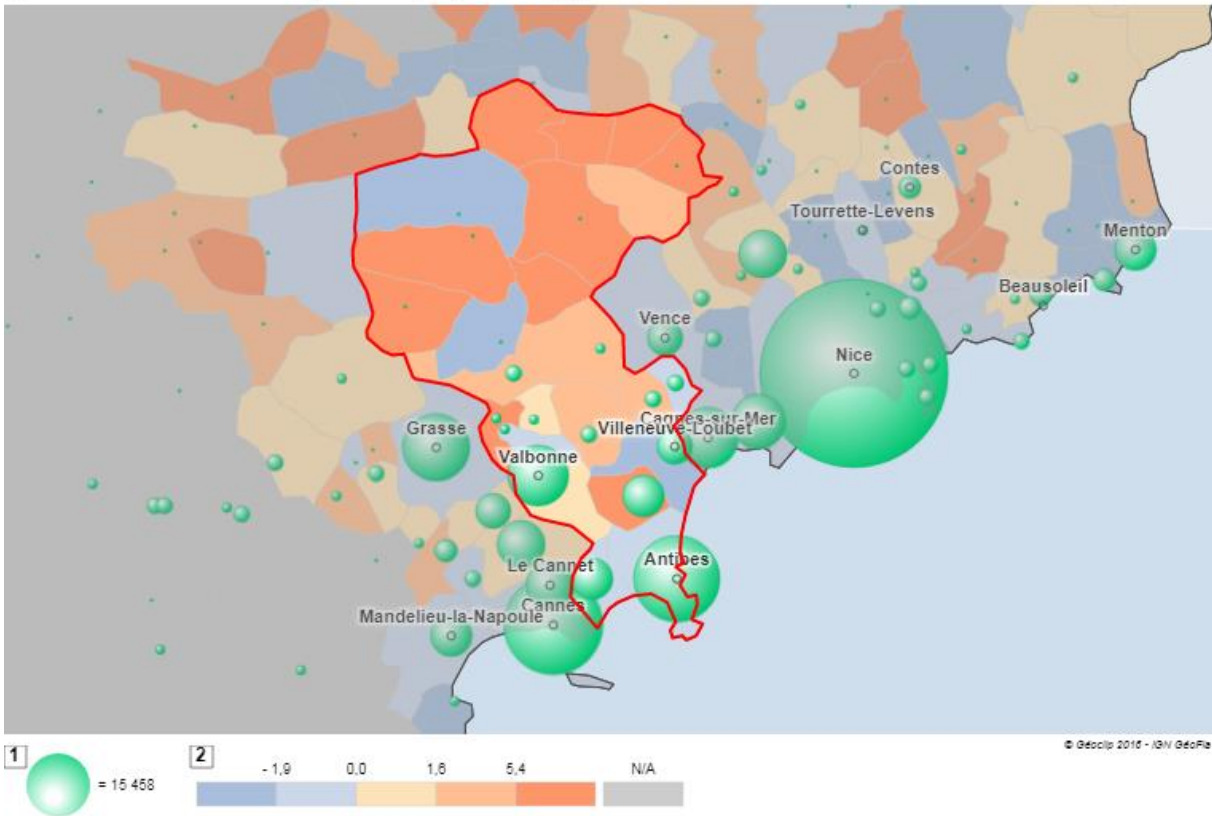 Contes
Tourrette-Levens
Menton
Beausoleil
Vence
Nice
Cagnes-sur-Mer
Grasse
Villeneuve-Loubet
Valbonne
Antibes
Le Cannet
Cannes
Mandelieu-la-Napoule
© Géoclip 2016 - IGN GéoFla
1
= 15 458
2
- 1,9 0,0 1,6 5,4 N/A